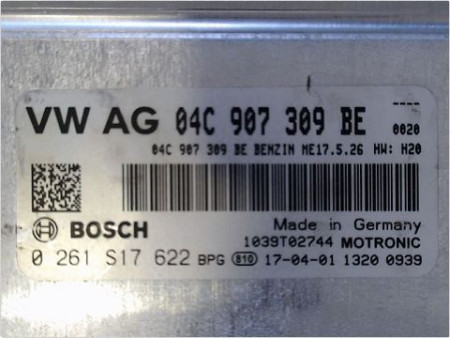 VW AG 04C 907 309 BE
----
0020
04C 907 309 BE BENZIN ME17.5.26 HW: H20
BOSCH
Made in Germany
1039T02744 MOTRONIC
0 261 S17 622 BPG 810 17-04-01 1320 0939